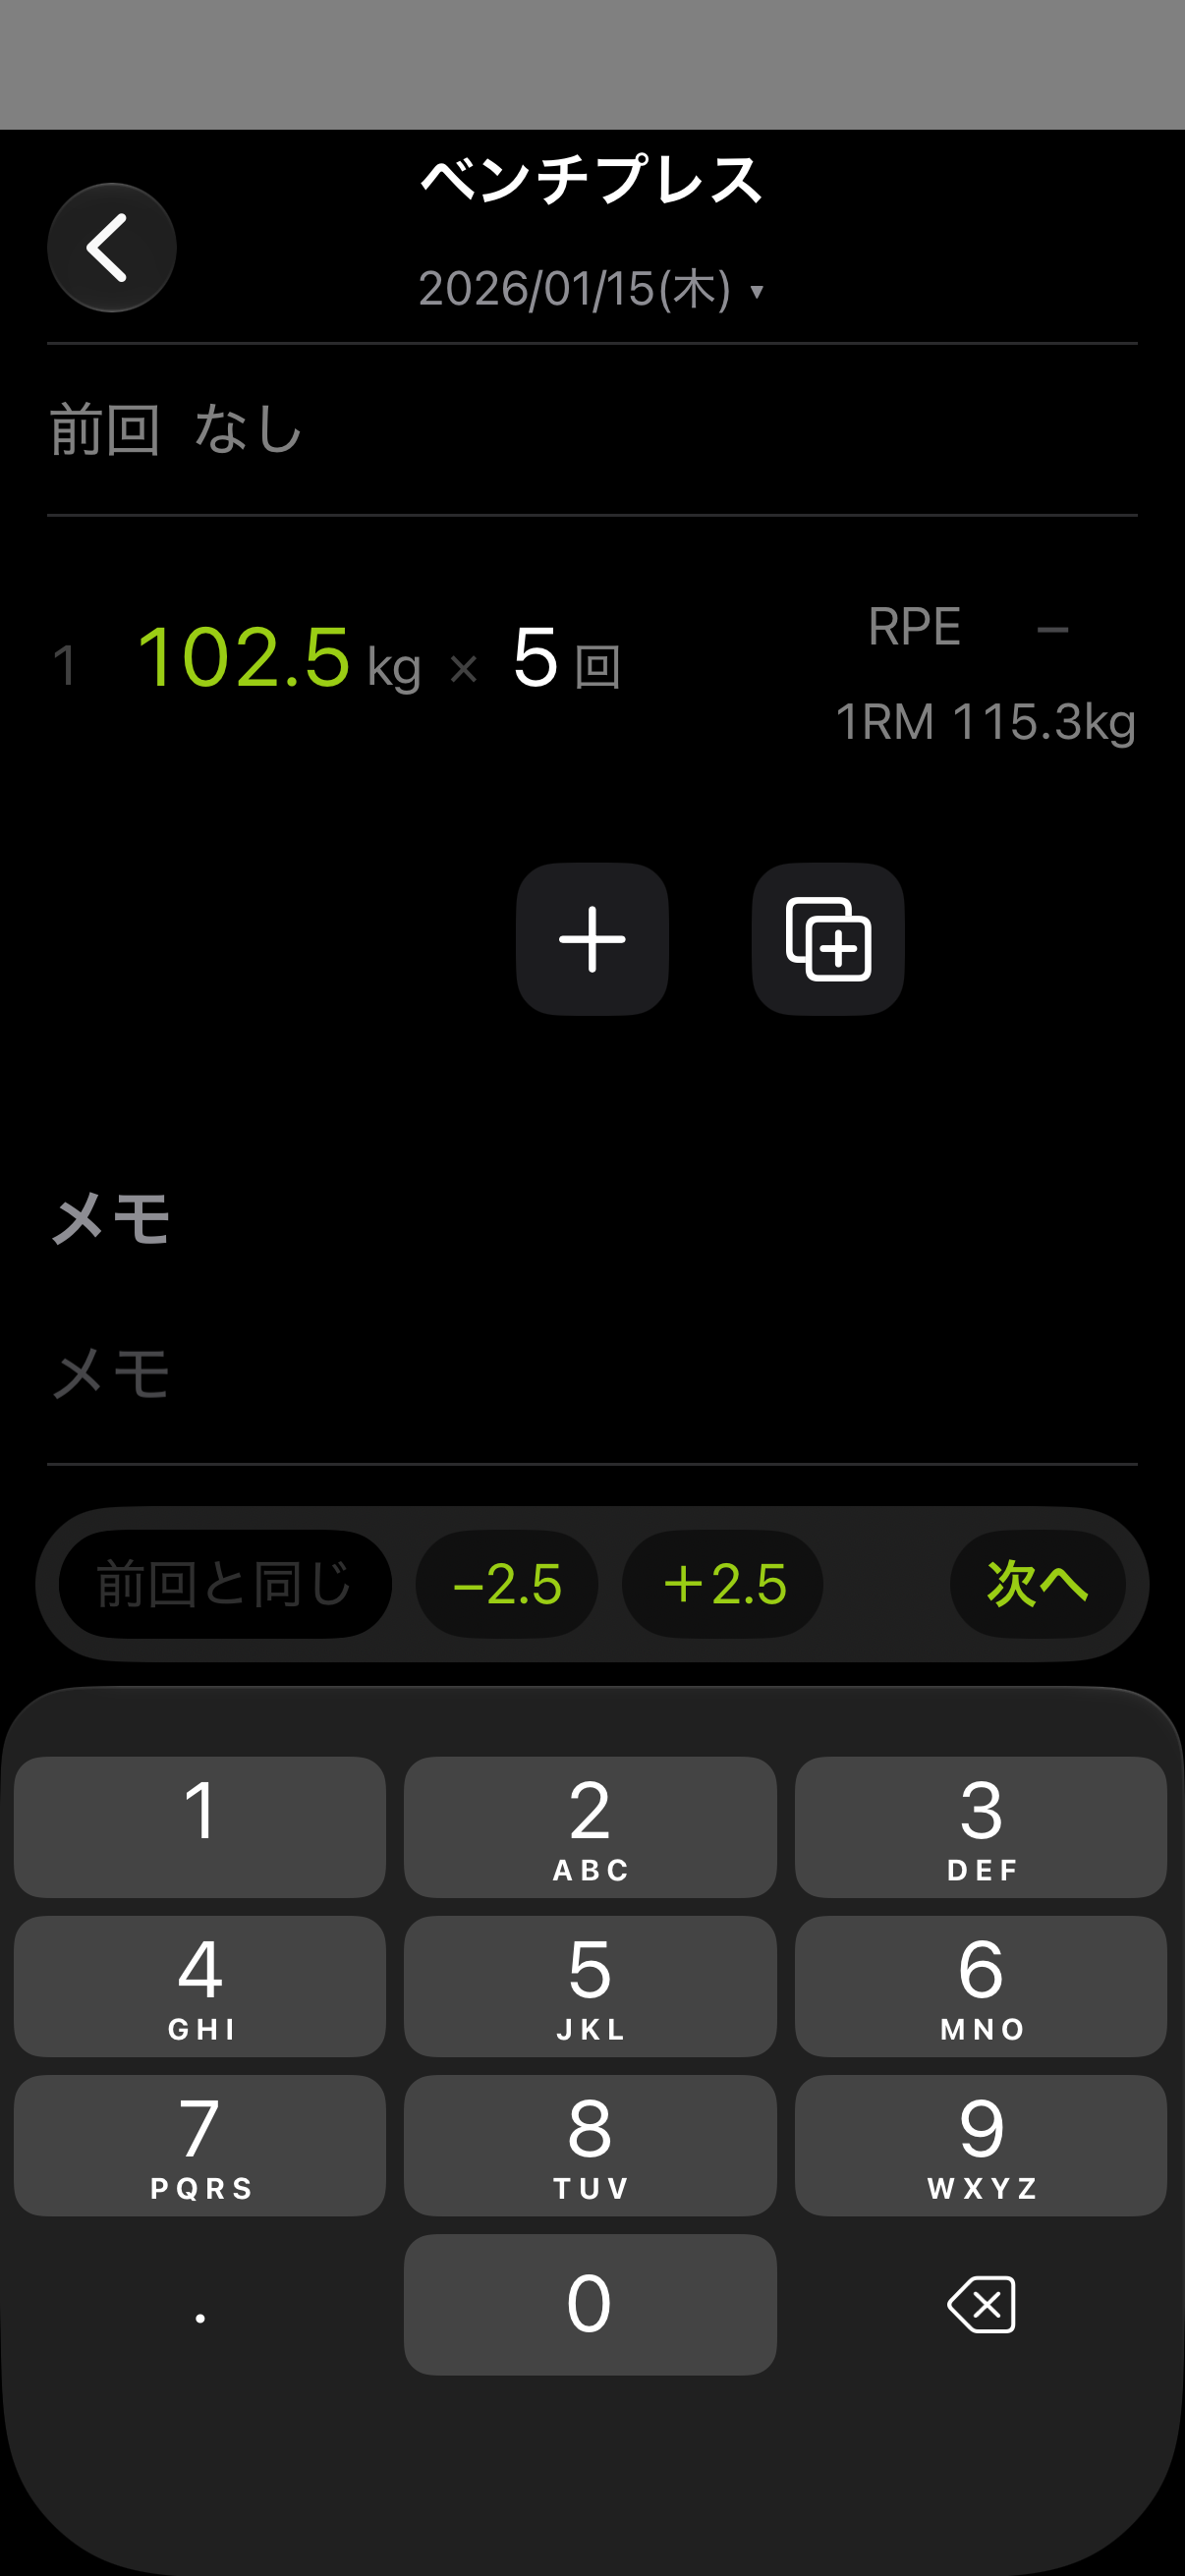 ベンチプレス
2026/01/15(木) ▼
前回 なし
RPE –
1 102.5 kg × 5 回
1RM 115.3kg
メモ
メモ
前回と同じ –2.5 +2.5 次へ
1 2 3
ABC DEF
4 5 6
GHI JKL MNO
7 8 9
PQRS TUV WXYZ
. 0